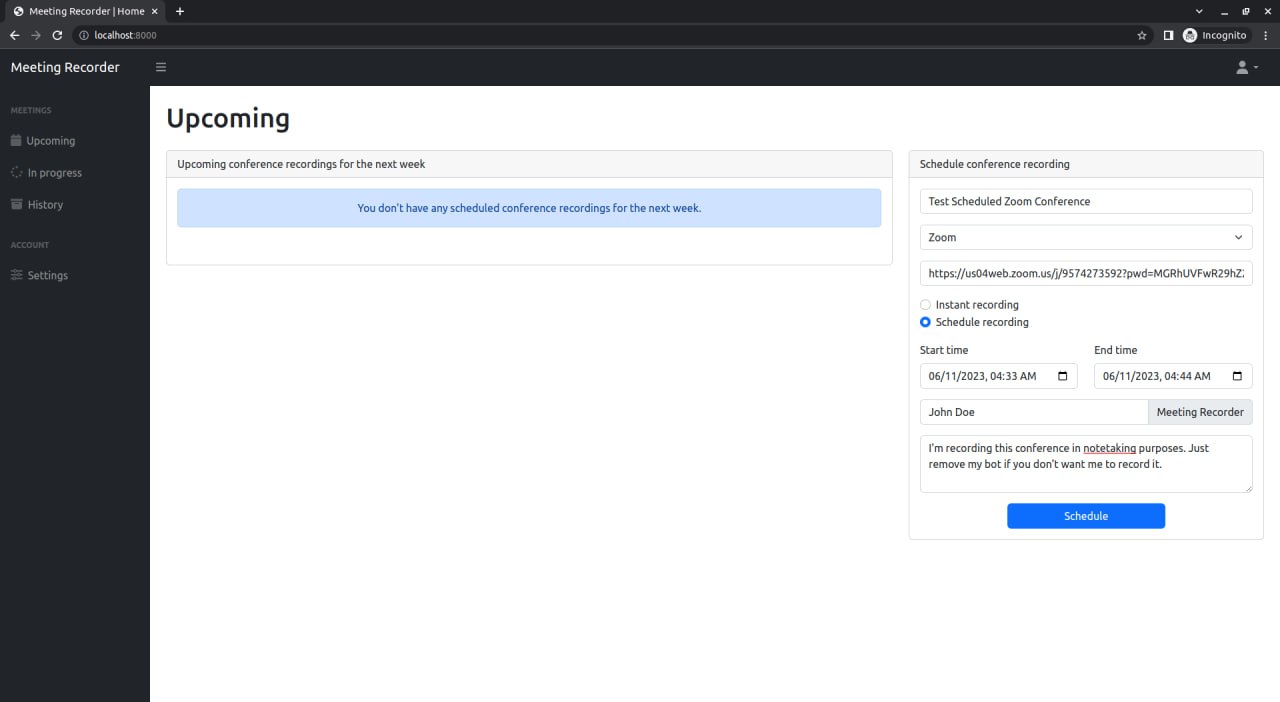 Meeting Recorder | Home
localhost:8000
Incognito
Meeting Recorder
MEETINGS
Upcoming
In progress
History
ACCOUNT
Settings
Upcoming
Upcoming conference recordings for the next week
You don't have any scheduled conference recordings for the next week.
Schedule conference recording
Test Scheduled Zoom Conference
Zoom
https://us04web.zoom.us/j/9574273592?pwd=MGRhUVFwR29hZ
Instant recording
Schedule recording
Start time
End time
06/11/2023, 04:33 AM
06/11/2023, 04:44 AM
John Doe
Meeting Recorder
I'm recording this conference in notetaking purposes. Just
remove my bot if you don't want me to record it.
Schedule